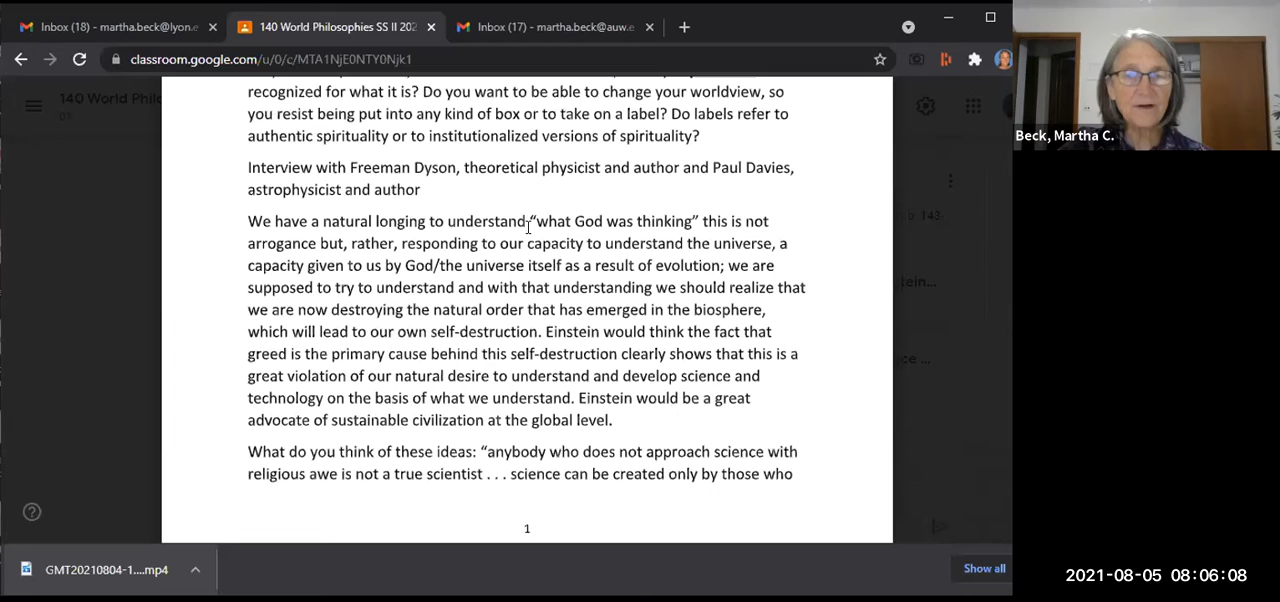 Inbox (18) - martha.beck@lyon.e
140 World Philosophies SS II 202
Inbox (17) - martha.beck@auw.e
classroom.google.com/u/0/c/MTA1NjE0NTY0Njk1
140 World Philo
recognized for what it is? Do you want to be able to change your worldview, so
you resist being put into any kind of box or to take on a label? Do labels refer to
authentic spirituality or to institutionalized versions of spirituality?
Interview with Freeman Dyson, theoretical physicist and author and Paul Davies,
astrophysicist and author
We have a natural longing to understand “what God was thinking” this is not
arrogance but, rather, responding to our capacity to understand the universe, a
capacity given to us by God/the universe itself as a result of evolution; we are
supposed to try to understand and with that understanding we should realize that
we are now destroying the natural order that has emerged in the biosphere,
which will lead to our own self-destruction. Einstein would think the fact that
greed is the primary cause behind this self-destruction clearly shows that this is a
great violation of our natural desire to understand and develop science and
technology on the basis of what we understand. Einstein would be a great
advocate of sustainable civilization at the global level.
What do you think of these ideas: “anybody who does not approach science with
religious awe is not a true scientist . . . science can be created only by those who
1
GMT20210804-1....mp4
Show all
Beck, Martha C.
2021-08-05 08:06:08